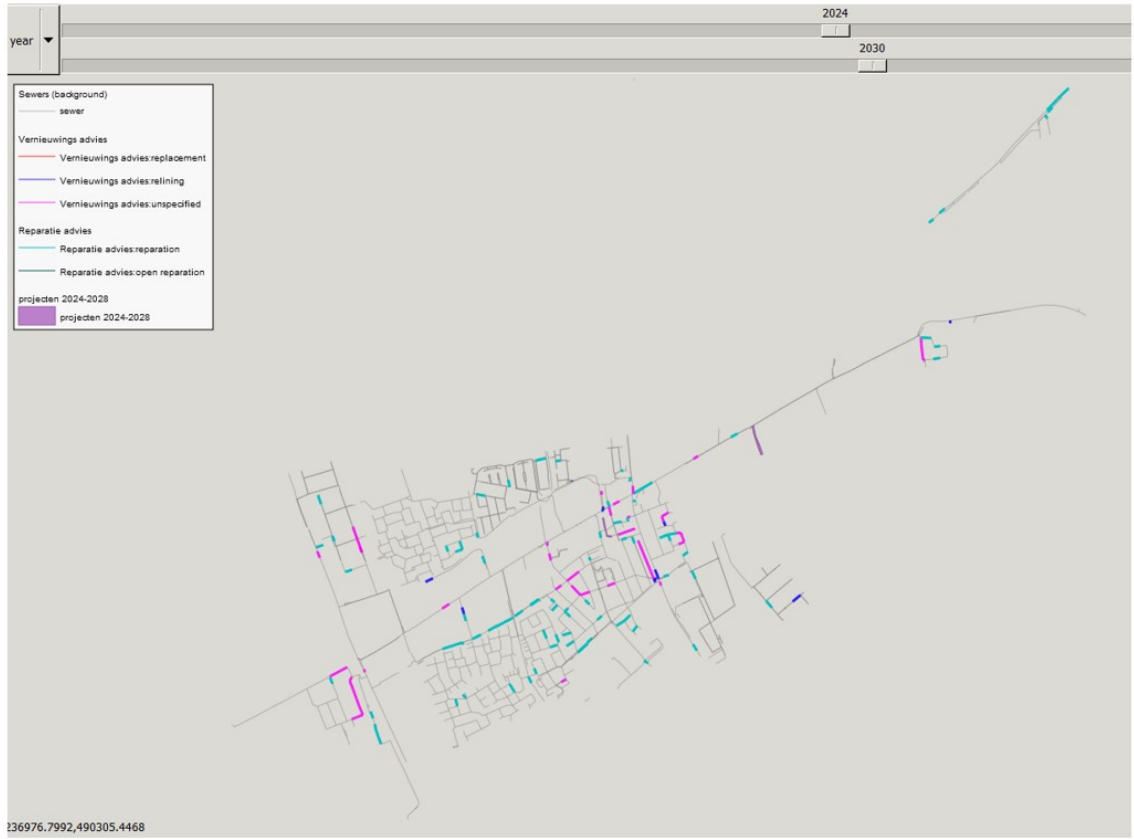 2024
year
2030
Sewers (background)
sewer
Vernieuwings advies
Vernieuwings advies:replacement
Vernieuwings advies:relining
Vernieuwings advies:unspecified
Reparatie advies
Reparatie advies:reparation
Reparatie advies:open reparation
projecten 2024-2028
projecten 2024-2028
236976.7992,490305.4468